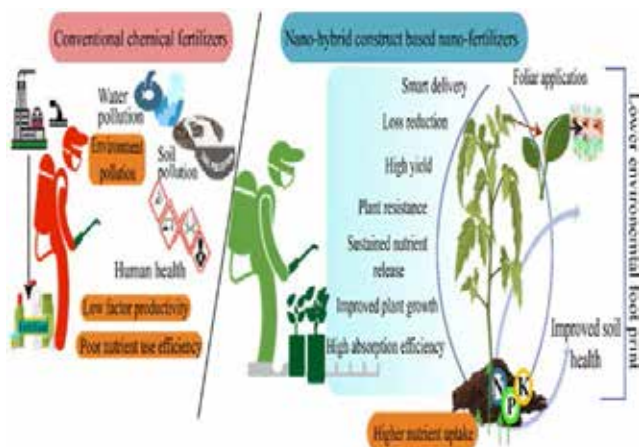 Conventional chemical fertilizers
Nano-hybrid construct based nano-fertilizers
Water
pollution
Environment
pollution
Soil
pollution
Human health
Low factor productivity
Poor nutrient use efficiency
Smart delivery
Foliar application
Loss reduction
High yield
Plant resistance
Sustained nutrient
release
Improved plant growth
High absorption efficiency
Improved soil
health
N
P
K
Higher nutrient uptake
Lower environmental foot print